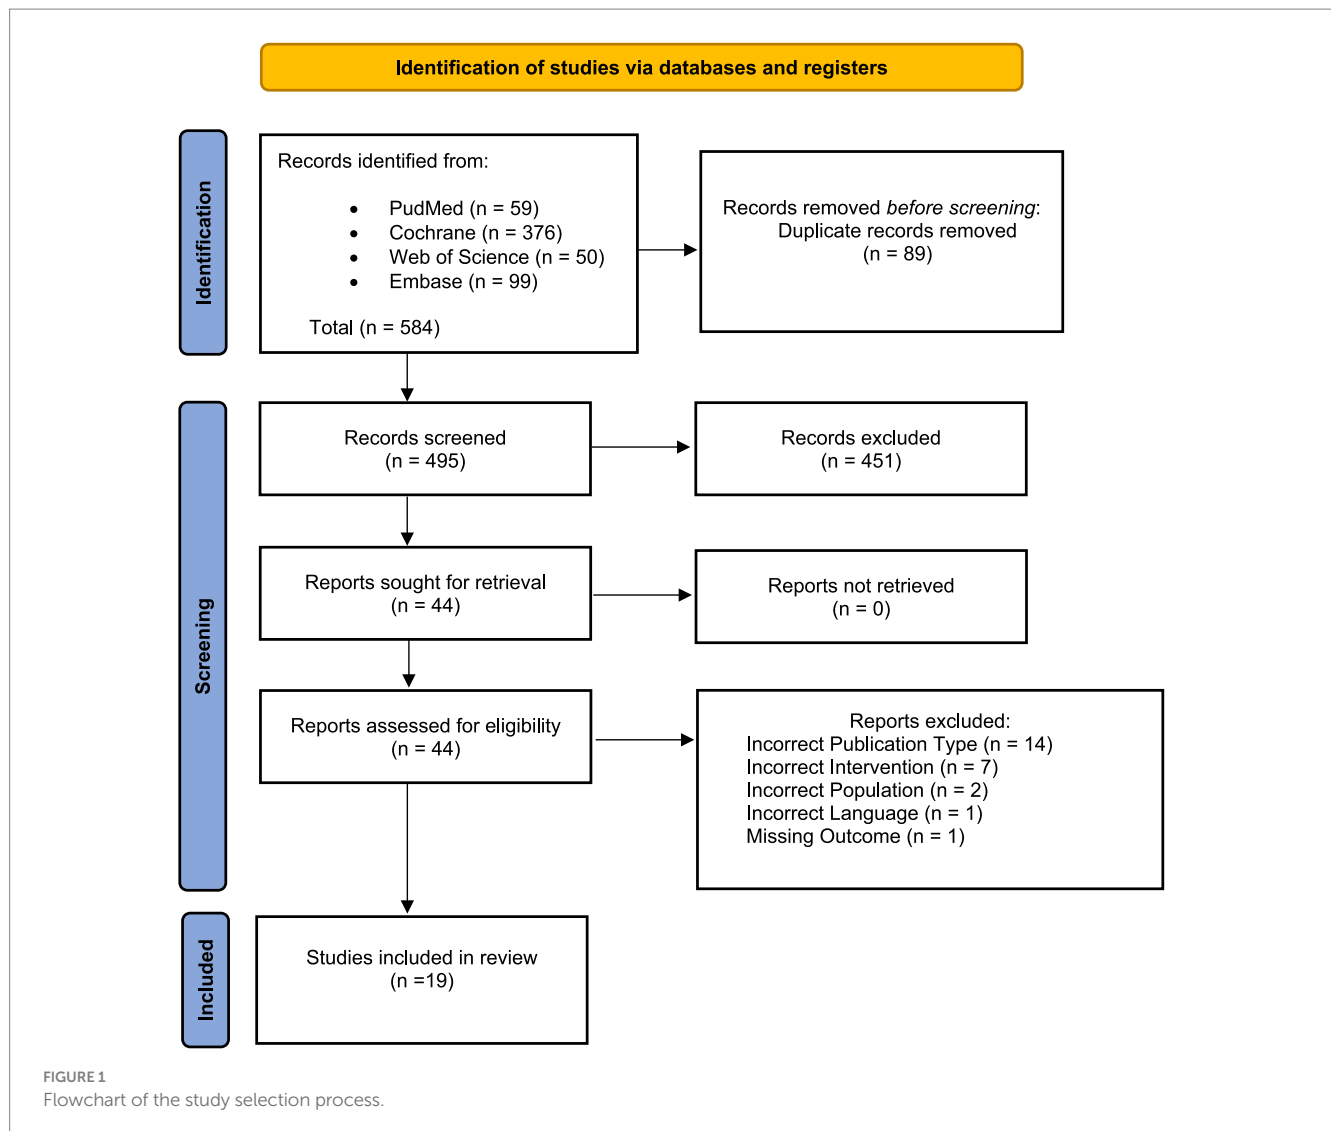 Identification of studies via databases and registers
Identification
Records identified from:
• PudMed (n = 59)
• Cochrane (n = 376)
• Web of Science (n = 50)
• Embase (n = 99)
Total (n = 584)
Records removed before screening:
Duplicate records removed
(n = 89)
Screening
Records screened
(n = 495)
Records excluded
(n = 451)
Reports sought for retrieval
(n = 44)
Reports not retrieved
(n = 0)
Reports assessed for eligibility
(n = 44)
Reports excluded:
Incorrect Publication Type (n = 14)
Incorrect Intervention (n = 7)
Incorrect Population (n = 2)
Incorrect Language (n = 1)
Missing Outcome (n = 1)
Included
Studies included in review
(n =19)
FIGURE 1
Flowchart of the study selection process.